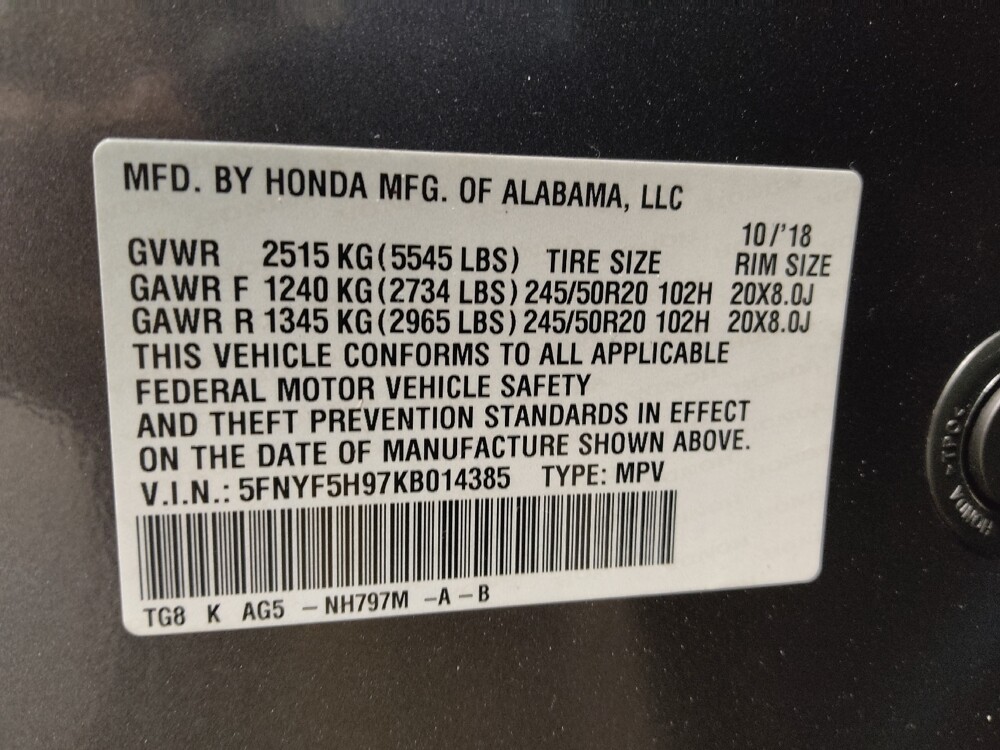 MFD. BY HONDA MFG. OF ALABAMA, LLC
10/'18
GVWR 2515 KG (5545 LBS) TIRE SIZE RIM SIZE
GAWR F 1240 KG (2734 LBS) 245/50R20 102H 20X8.0J
GAWR R 1345 KG (2965 LBS) 245/50R20 102H 20X8.0J
THIS VEHICLE CONFORMS TO ALL APPLICABLE
FEDERAL MOTOR VEHICLE SAFETY
AND THEFT PREVENTION STANDARDS IN EFFECT
ON THE DATE OF MANUFACTURE SHOWN ABOVE.
V.I.N.: 5FNYF5H97KB014385 TYPE: MPV
TG8 K AG5 – NH797M – A – B
>TPO<
HONDA